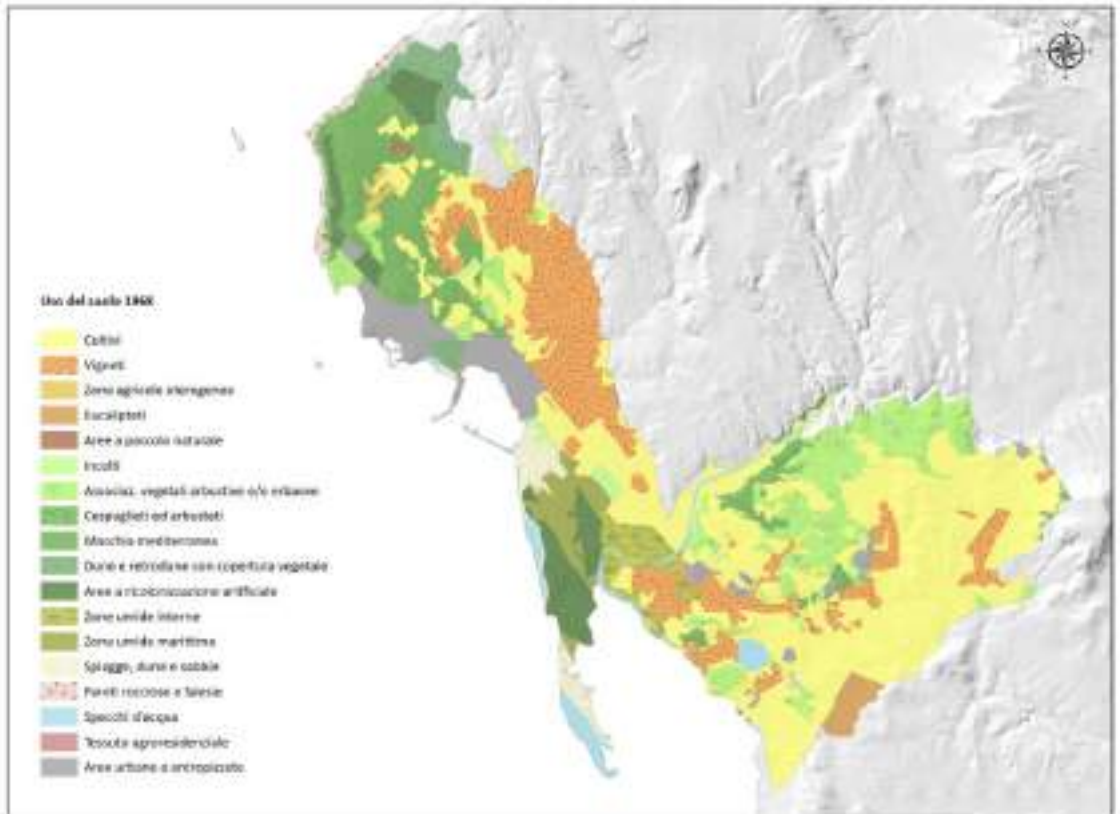 Uso del suolo 1968
Coltivi
Vigneti
Zone agricole eterogenee
Eucalipteti
Aree a pascolo naturale
Incolti
Associaz. vegetali arbustive e/o erbacee
Cespuglieti ed arbusteti
Macchia mediterranea
Dune e retrodune con copertura vegetale
Aree a ricolonizzazione artificiale
Zone umide interne
Zone umide marittime
Spiagge, dune e sabbie
Pareti rocciose e falesie
Specchi d'acqua
Tessuto agroresidenziale
Aree urbane e antropizzate